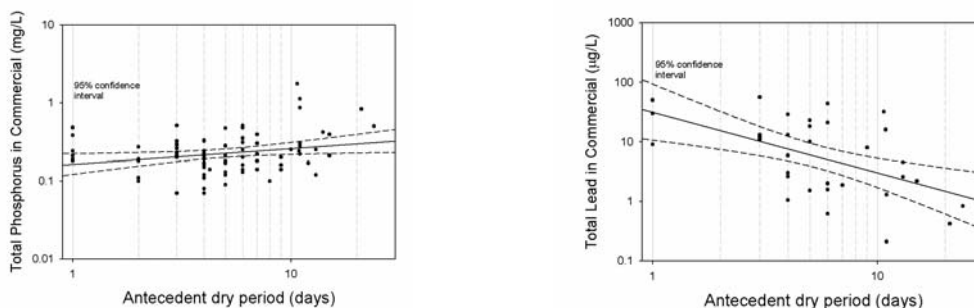 Total Phosphorus in Commercial (mg/L)
10
1
0.1
0.01
95% confidence
interval
1
10
Antecedent dry period (days)
Total Lead in Commercial (µg/L)
1000
100
10
1
0.1
95% confidence
interval
1
10
Antecedent dry period (days)